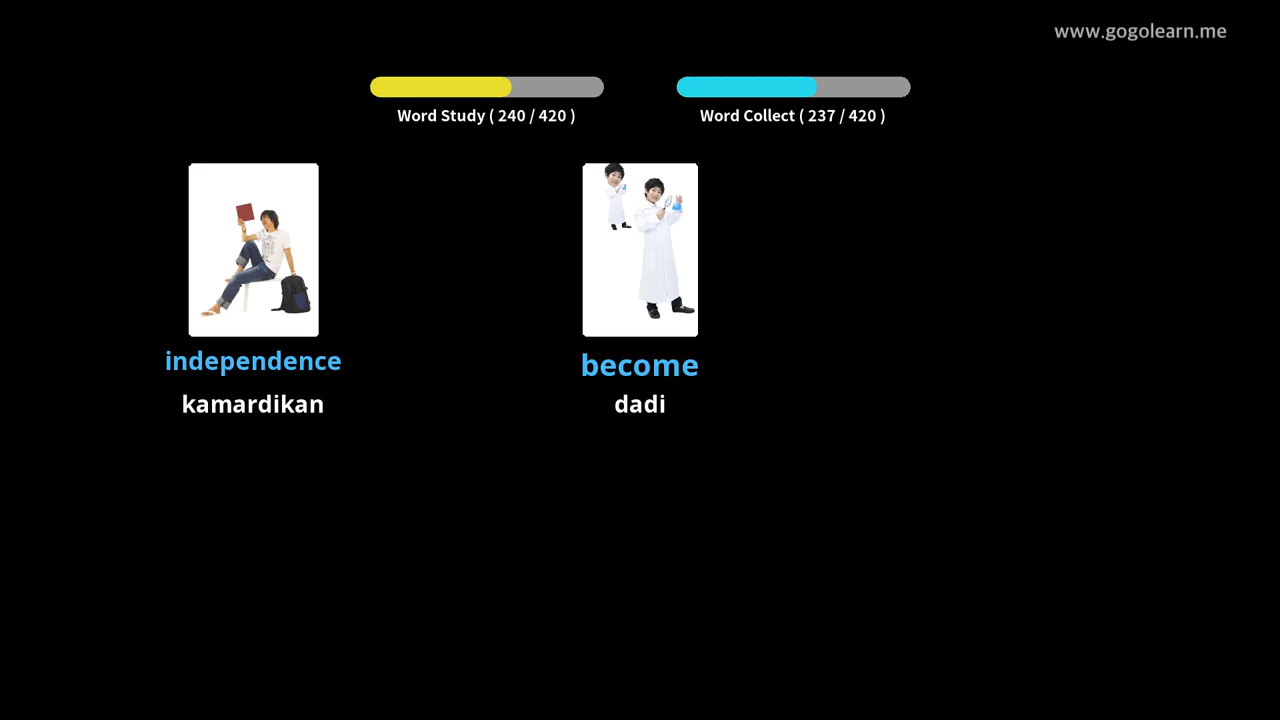 www.gogolearn.me
Word Study ( 240 / 420 )
Word Collect ( 237 / 420 )
independence
kamardikan
become
dadi